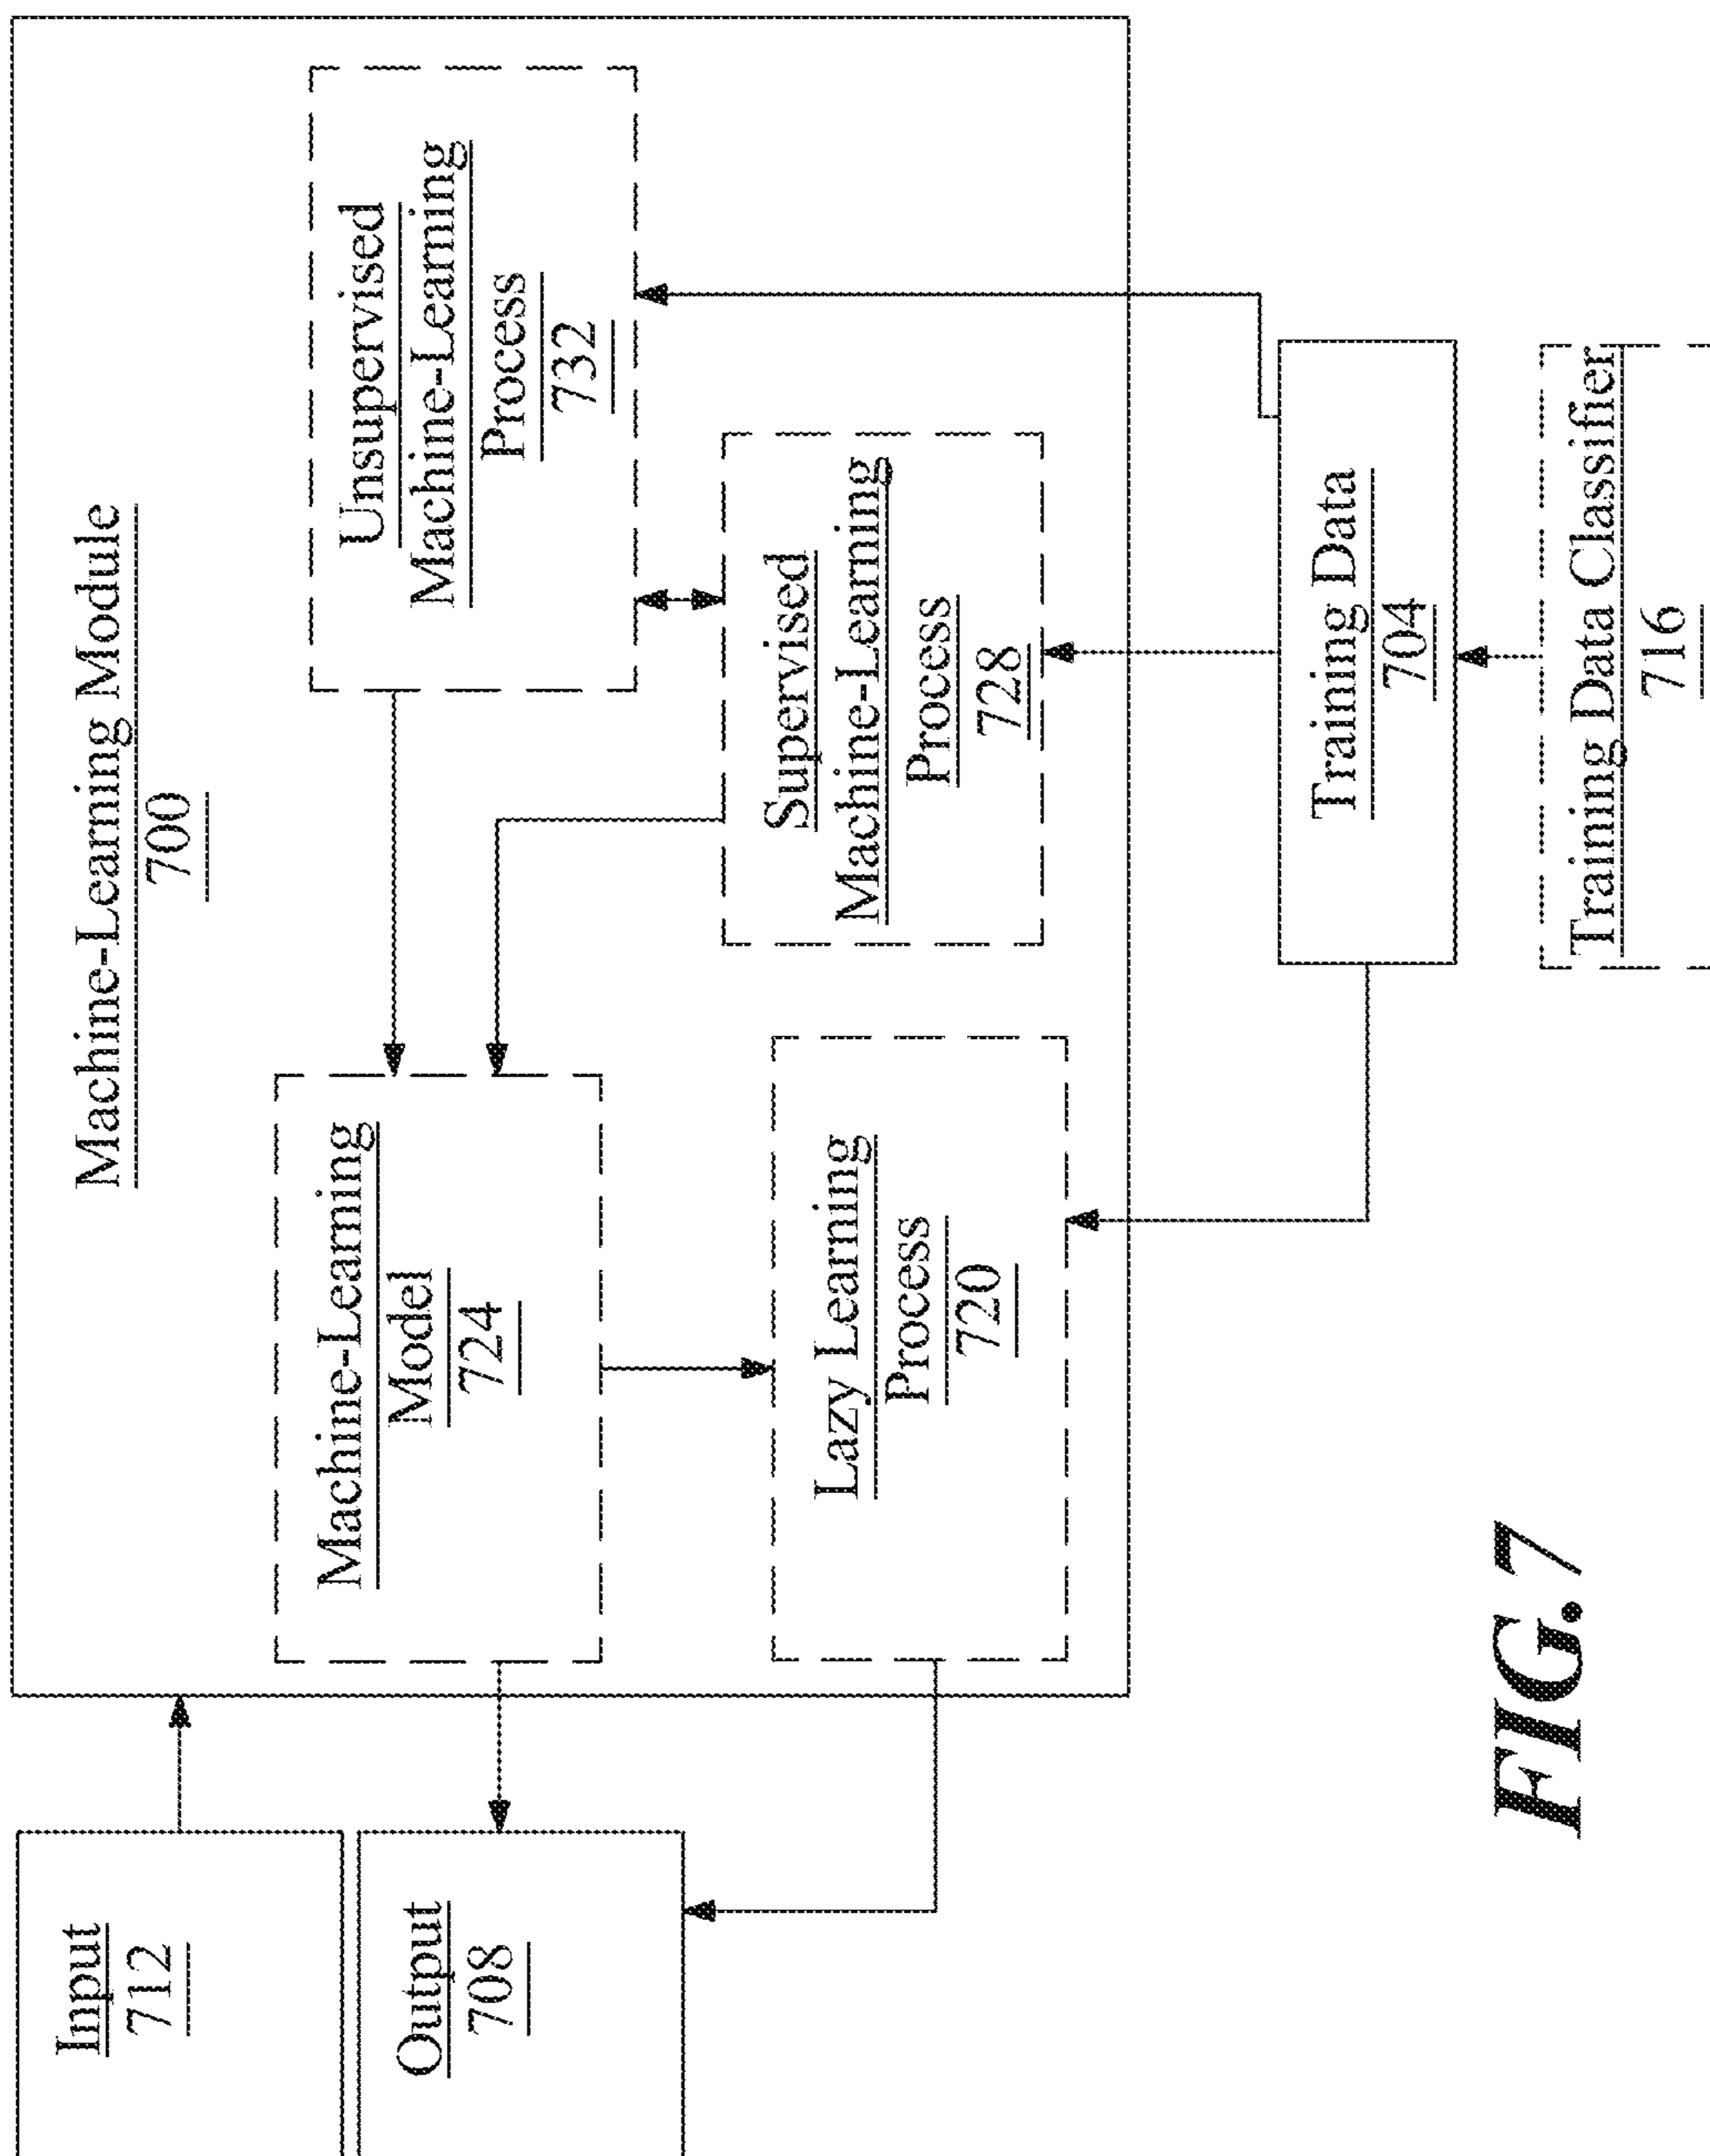 Machine-Learning Module
700
Input
712
Output
708
Machine-Learning
Model
724
Unsupervised
Machine-Learning
Process
732
Lazy Learning
Process
720
Supervised
Machine-Learning
Process
728
Training Data
704
Training Data Classifier
716
FIG. 7